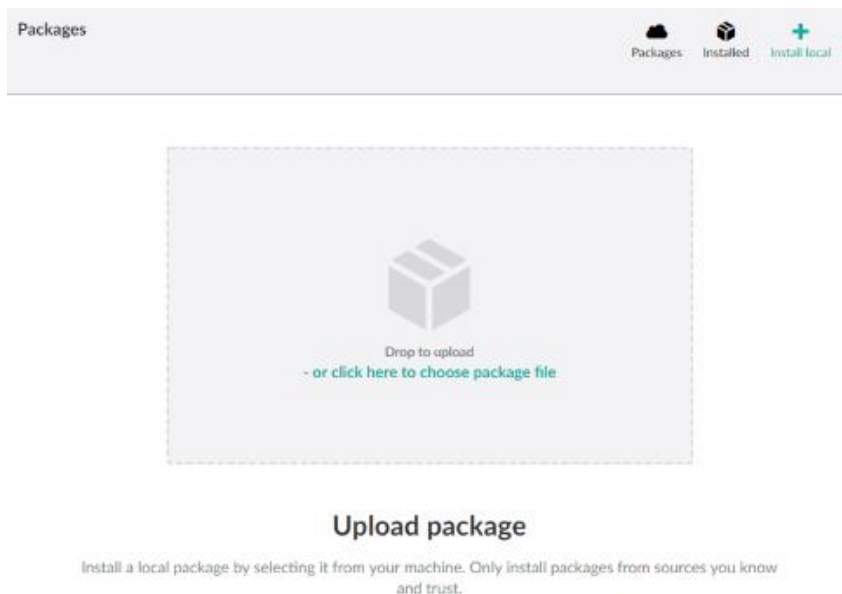 Packages
Packages Installed Install local
Drop to upload
- or click here to choose package file
Upload package
Install a local package by selecting it from your machine. Only install packages from sources you know
and trust.